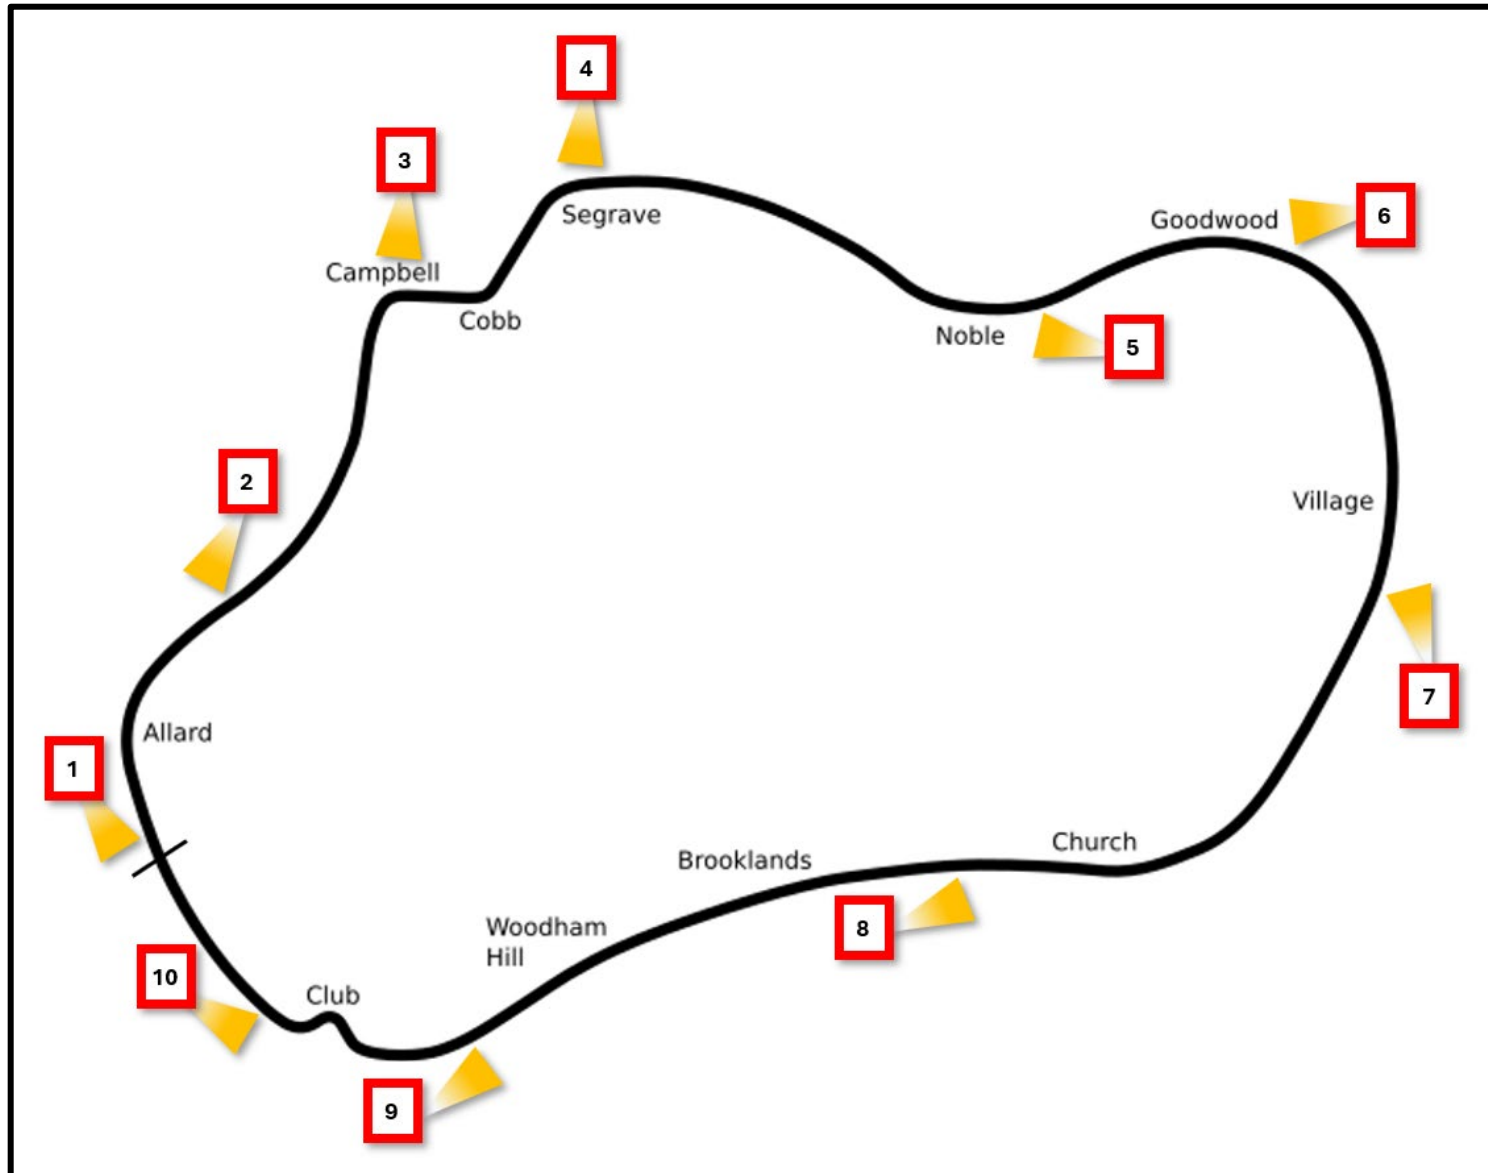 4
3
Segrave
6
Goodwood
Campbell
Cobb
Noble
5
2
Village
Allard
1
7
Church
Brooklands
8
Woodham
Hill
10
Club
9